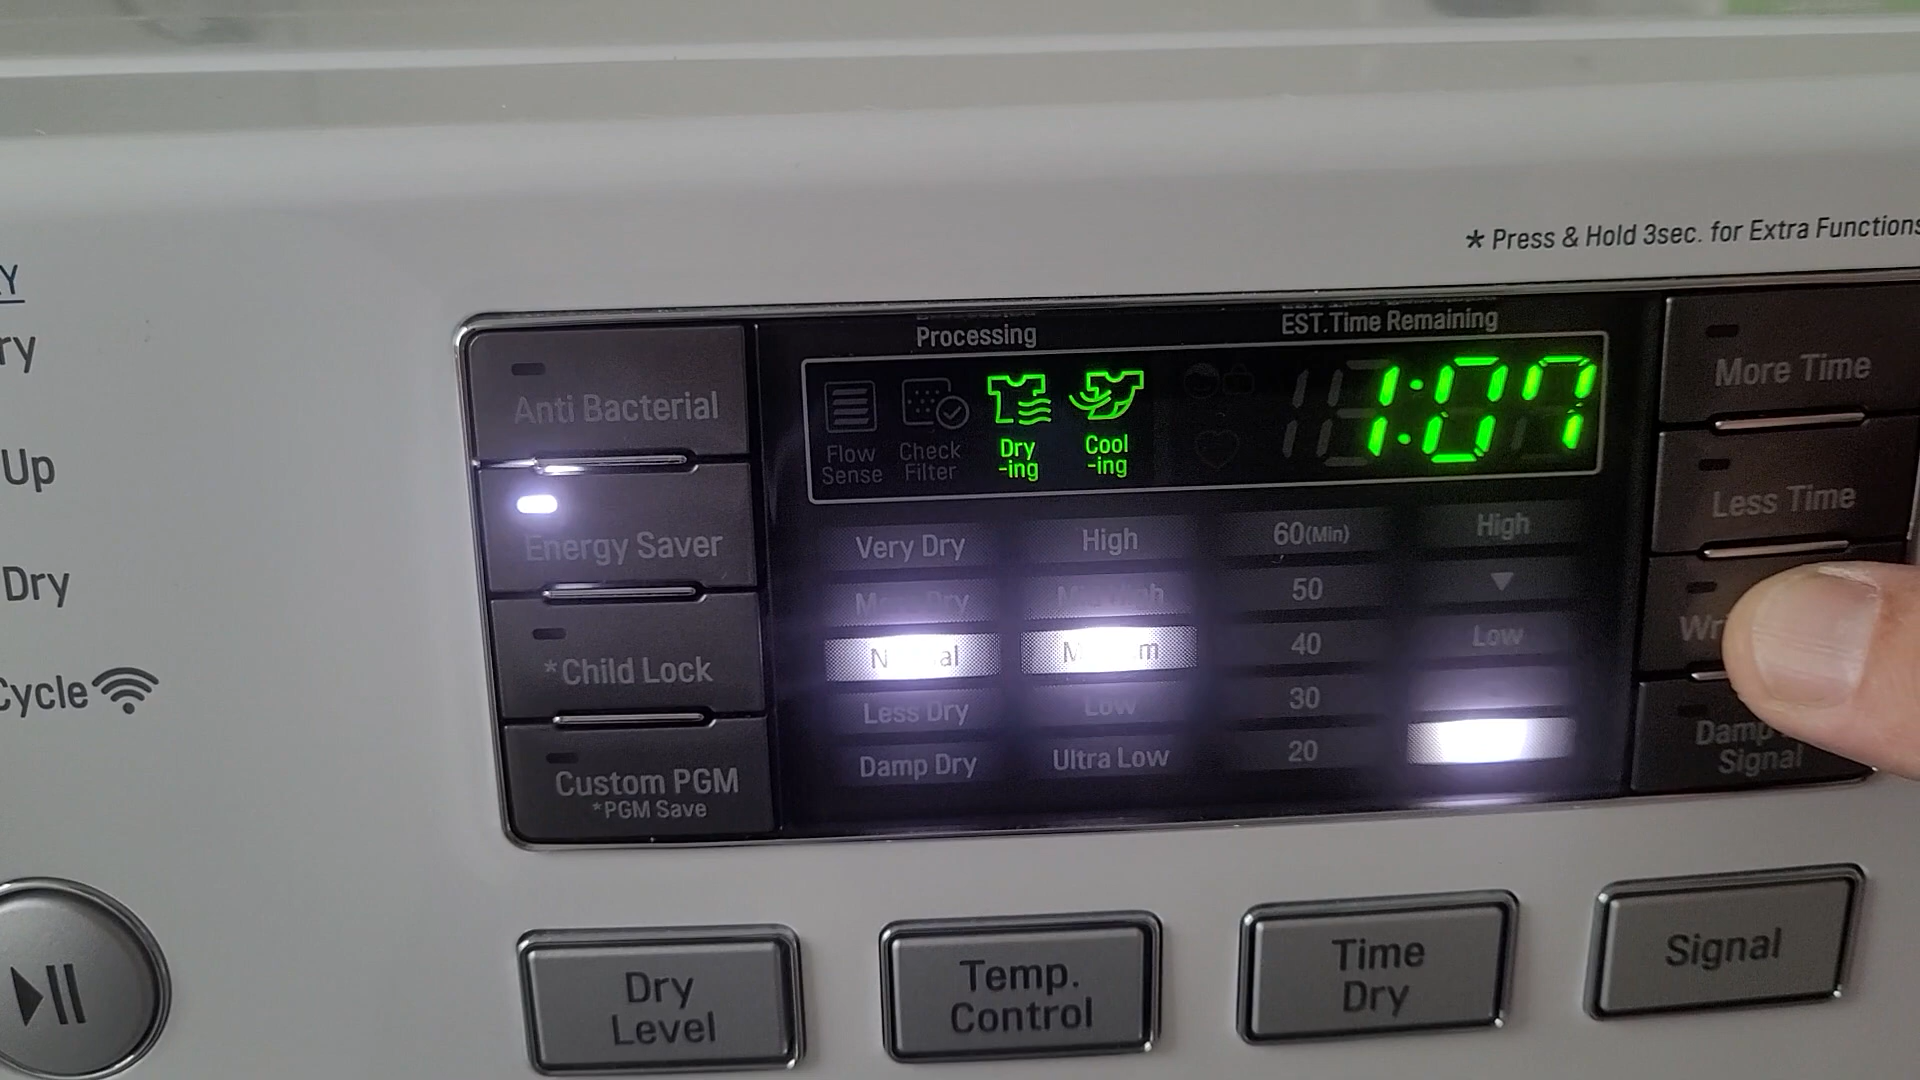 * Press & Hold 3sec. for Extra Functions
Y
ry
Up
Dry
Cycle
Processing
EST.Time Remaining
1:07
Flow
Sense
Check
Filter
Dry
-ing
Cool
-ing
Anti Bacterial
Energy Saver
*Child Lock
Custom PGM
*PGM Save
Very Dry
More Dry
Normal
Less Dry
Damp Dry
High
Mid High
Medium
Low
Ultra Low
60(Min)
50
40
30
20
High
Low
More Time
Less Time
Wr
Damp
Signal
Dry
Level
Temp.
Control
Time
Dry
Signal